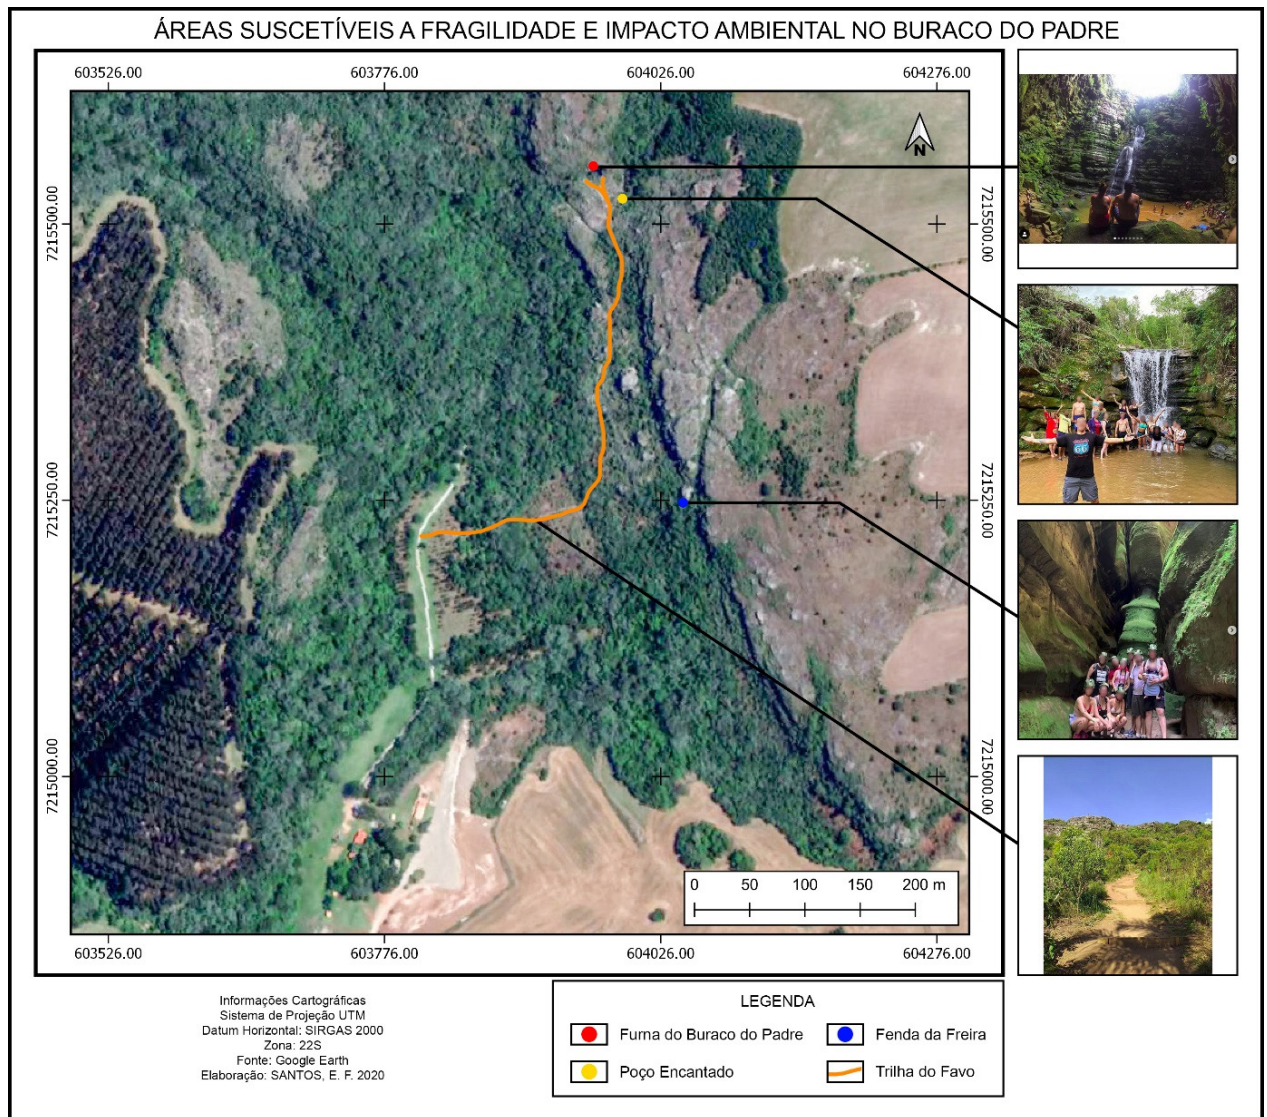 ÁREAS SUSCETÍVEIS A FRAGILIDADE E IMPACTO AMBIENTAL NO BURACO DO PADRE
603526.00 603776.00 604026.00 604276.00
N
7215500.00 7215500.00
7215250.00 7215250.00
7215000.00 7215000.00
0 50 100 150 200 m
603526.00 603776.00 604026.00 604276.00
Informações Cartográficas
Sistema de Projeção UTM
Datum Horizontal: SIRGAS 2000
Zona: 22S
Fonte: Google Earth
Elaboração: SANTOS, E. F. 2020
LEGENDA
Furna do Buraco do Padre
Fenda da Freira
Poço Encantado
Trilha do Favo